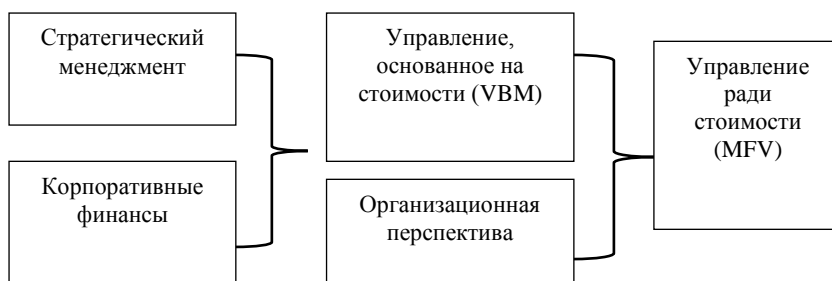 Стратегический
менеджмент
Корпоративные
финансы
Управление,
основанное на
стоимости (VBM)
Организационная
перспектива
Управление
ради
стоимости
(MFV)